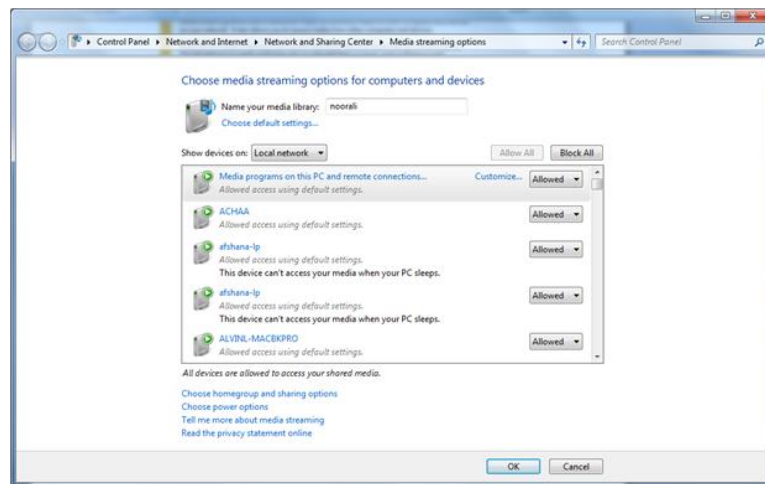 Control Panel ▸ Network and Internet ▸ Network and Sharing Center ▸ Media streaming options
Search Control Panel
Choose media streaming options for computers and devices
Name your media library: noorali
Choose default settings...
Show devices on: Local network
Allow All Block All
Media programs on this PC and remote connections... Customize... Allowed
Allowed access using default settings.
ACHAA Allowed
Allowed access using default settings.
afshana-lp Allowed
Allowed access using default settings.
This device can't access your media when your PC sleeps.
afshana-lp Allowed
Allowed access using default settings.
This device can't access your media when your PC sleeps.
ALVINL-MACBKPRO Allowed
Allowed access using default settings.
All devices are allowed to access your shared media.
Choose homegroup and sharing options
Choose power options
Tell me more about media streaming
Read the privacy statement online
OK Cancel